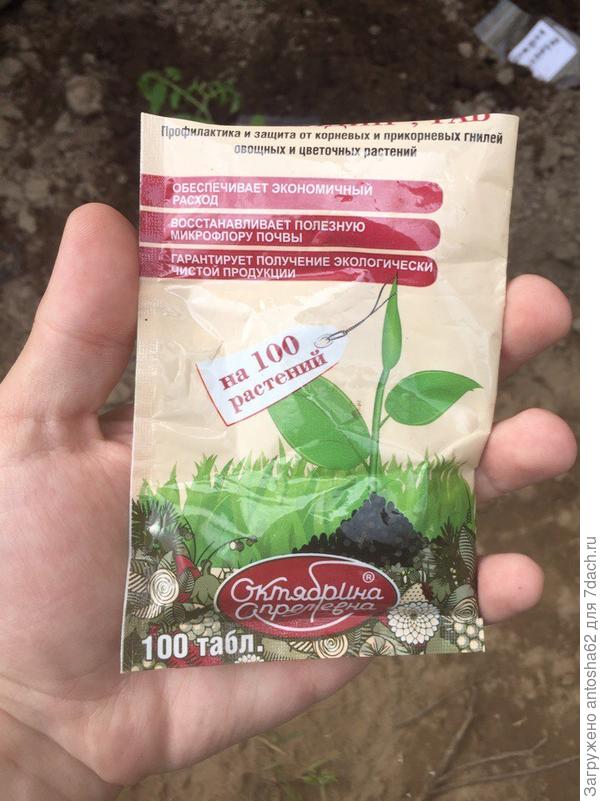 Профилактика и защита от корневых и прикорневых гнилей
овощных и цветочных растений
ОБЕСПЕЧИВАЕТ ЭКОНОМИЧНЫЙ
РАСХОД
ВОССТАНАВЛИВАЕТ ПОЛЕЗНУЮ
МИКРОФЛОРУ ПОЧВЫ
ГАРАНТИРУЕТ ПОЛУЧЕНИЕ ЭКОЛОГИЧЕСКИ
ЧИСТОЙ ПРОДУКЦИИ
на 100
растений
Октябрина ®
Апрелевна
100 табл.
Загружено antosha62 для 7dach.ru